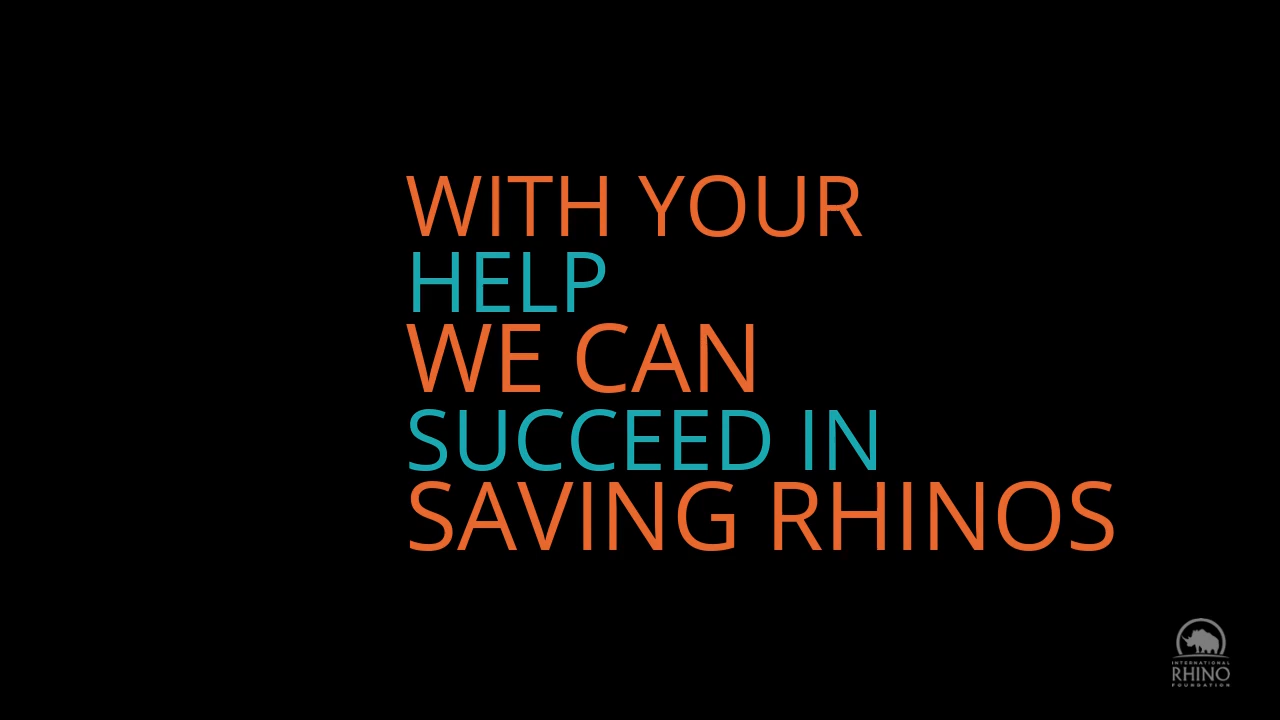 WITH YOUR
HELP
WE CAN
SUCCEED IN
SAVING RHINOS
INTERNATIONAL
RHINO
FOUNDATION